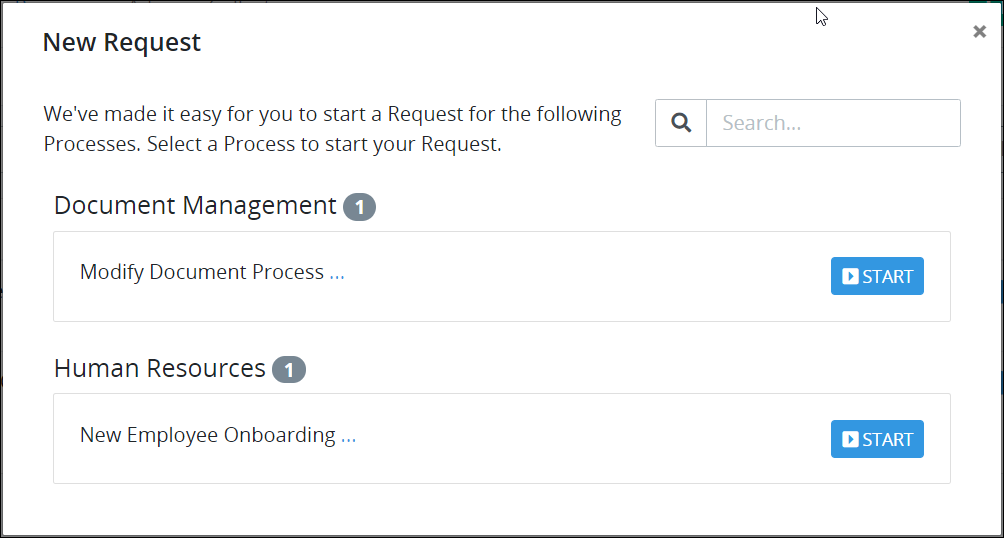 New Request
×
We've made it easy for you to start a Request for the following
Processes. Select a Process to start your Request.
Search...
Document Management 1
Modify Document Process ...
START
Human Resources 1
New Employee Onboarding ...
START